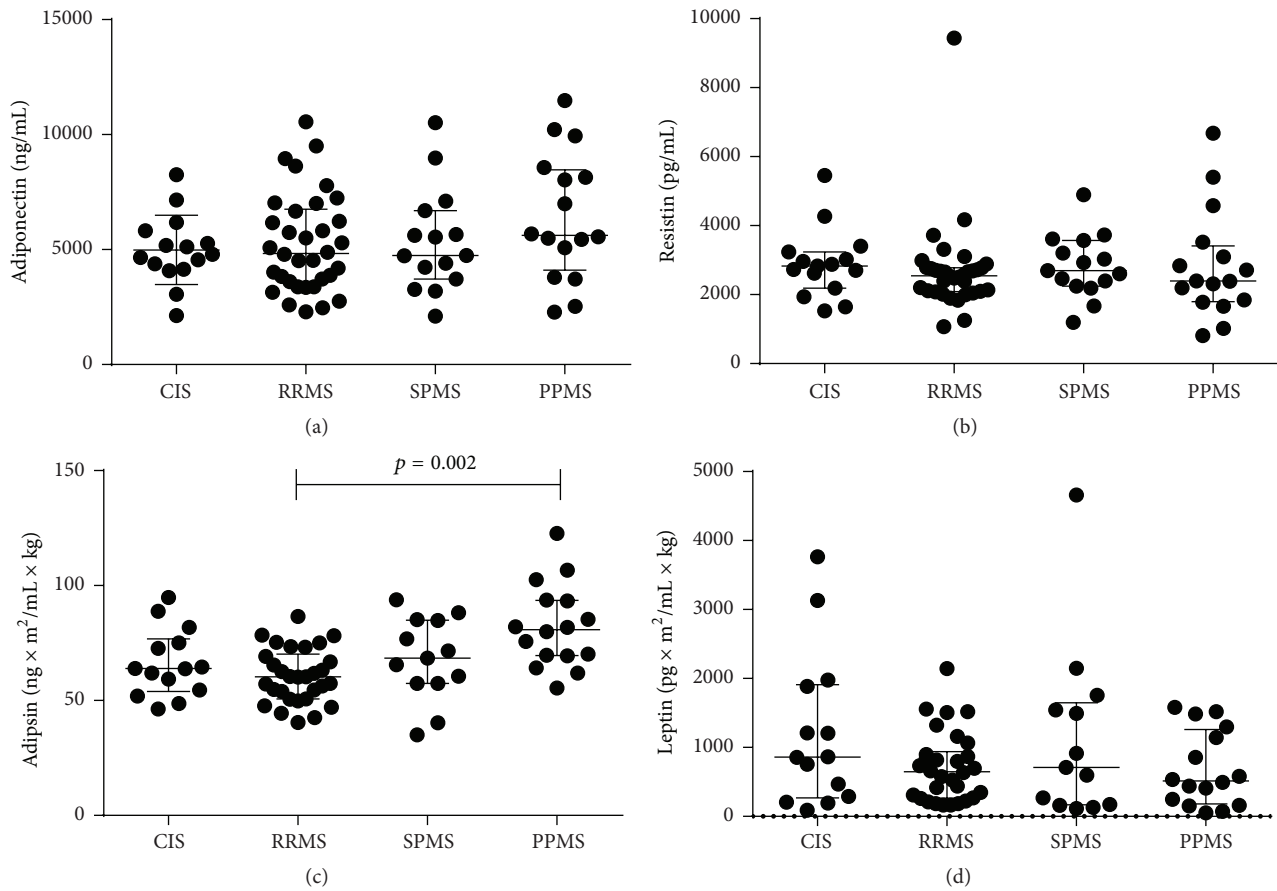 15000
10000
5000
0
Adiponectin (ng/mL)
CIS RRMS SPMS PPMS
(a)
10000
8000
6000
4000
2000
0
Resistin (pg/mL)
CIS RRMS SPMS PPMS
(b)
150
100
50
0
Adipsin (ng × m²/mL × kg)
p = 0.002
CIS RRMS SPMS PPMS
(c)
5000
4000
3000
2000
1000
0
Leptin (pg × m²/mL × kg)
CIS RRMS SPMS PPMS
(d)